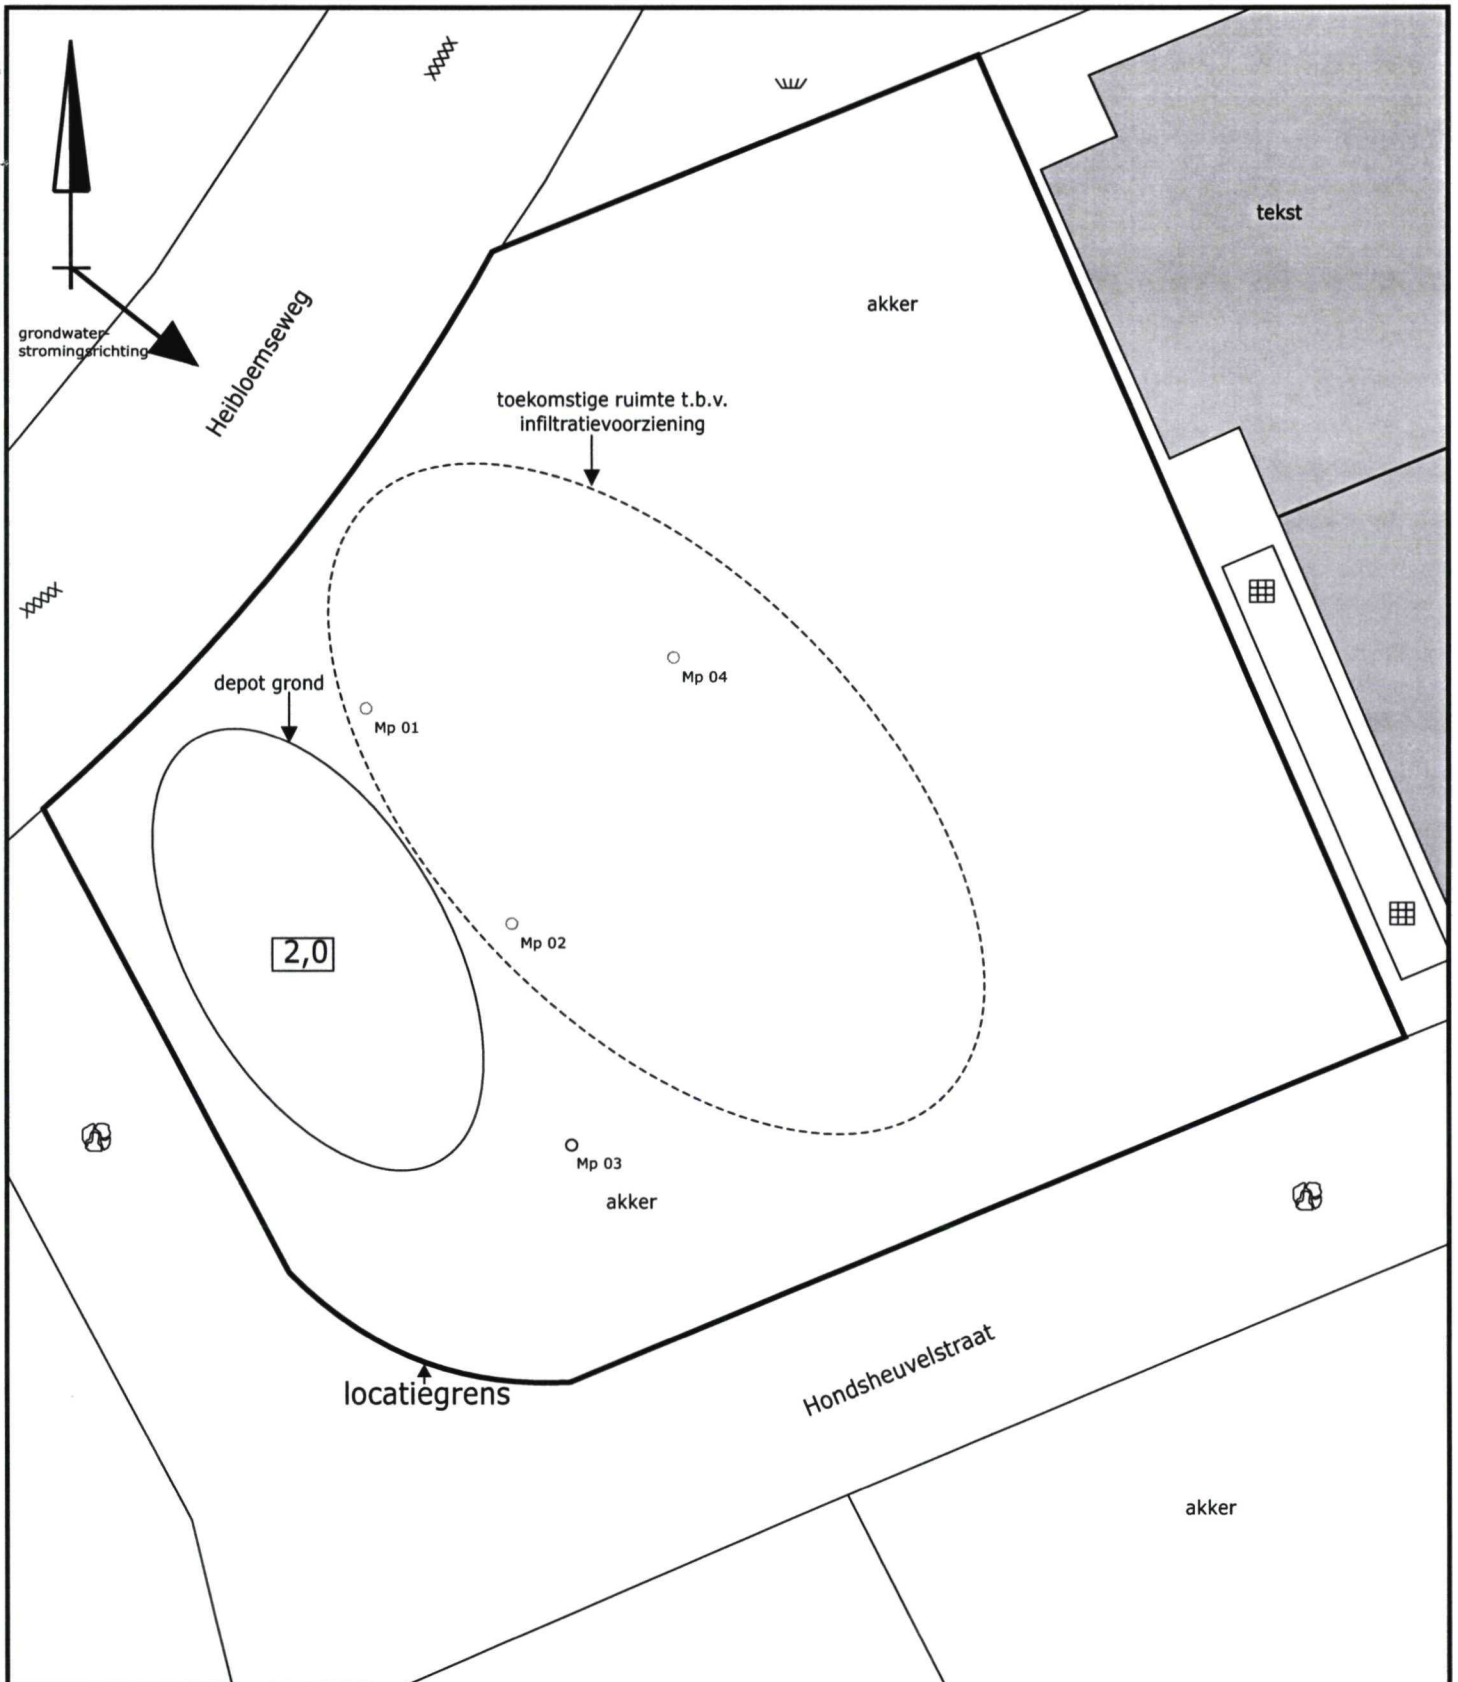 tekst
akker
grondwater-
stromingsrichting
Heibloemseweg
toekomstige ruimte t.b.v.
infiltratievoorziening
Mp 04
depot grond
Mp 01
2,0
Mp 02
Mp 03
akker
locatiegrens
Hondsheuvelstraat
akker